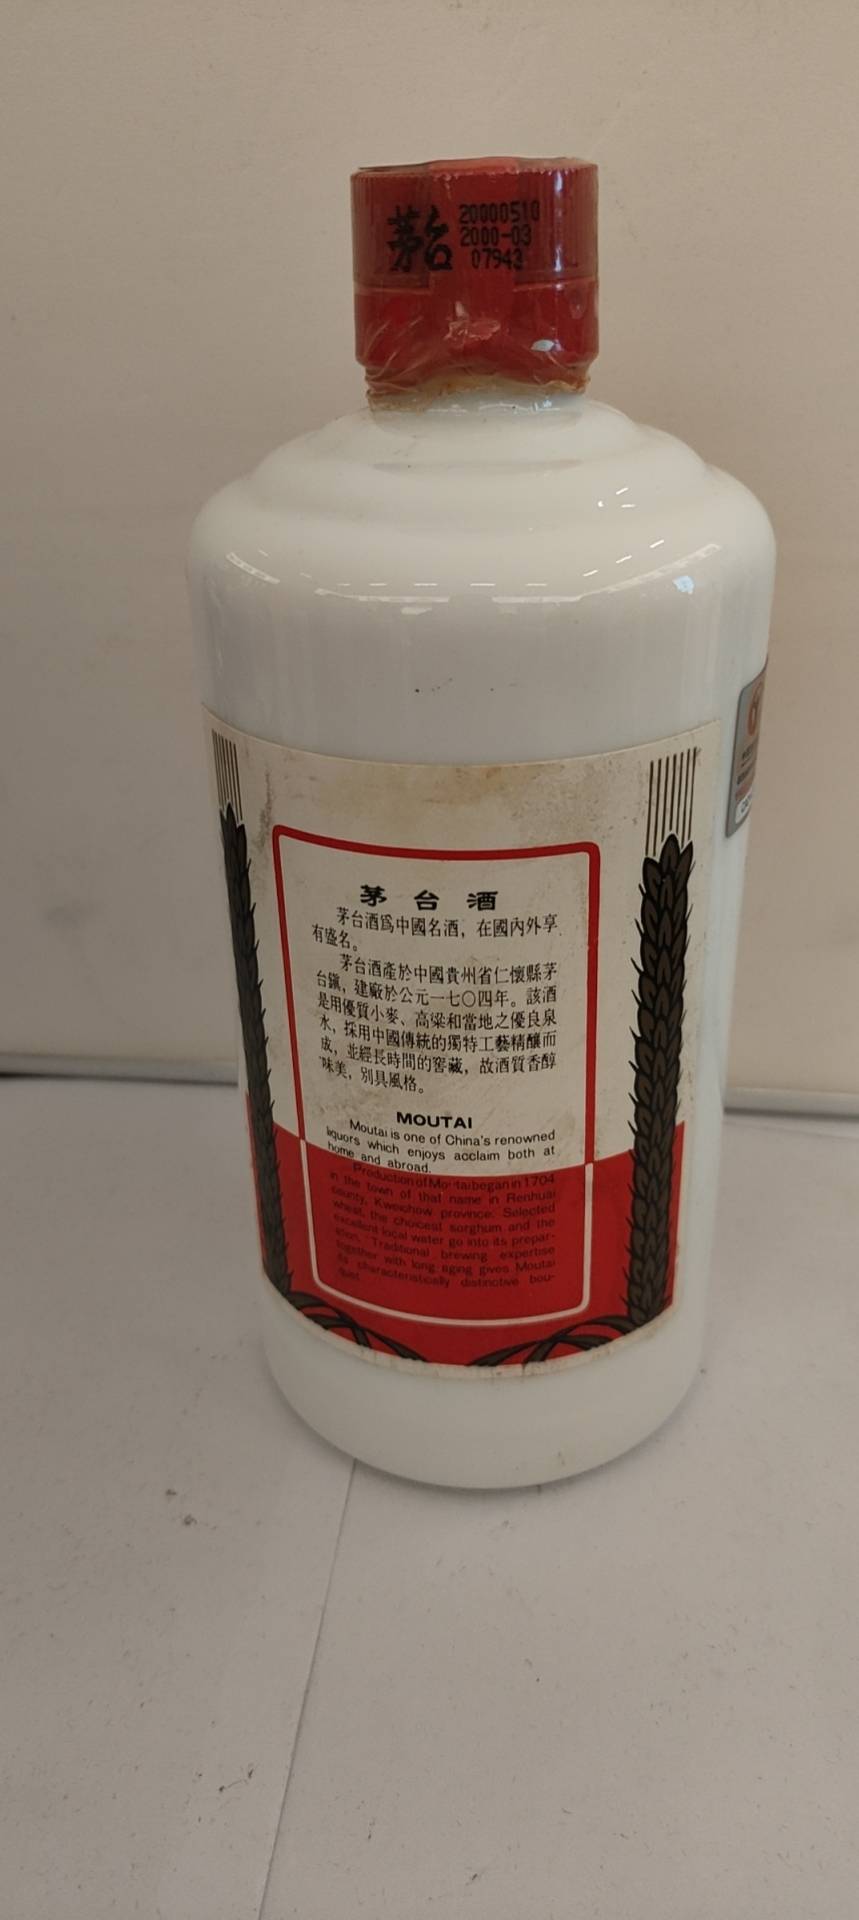 茅台
20000510
2000-03
07943
茅台酒
茅台酒爲中國名酒，在國內外享
有盛名。
茅台酒產於中國貴州省仁懷縣茅
台鎭，建廠於公元一七〇四年。該酒
是用優質小麥、高粱和當地之優良泉
水，採用中國傳統的獨特工藝精釀而
成，並經長時間的窖藏，故酒質香醇
味美，別具風格。
MOUTAI
Moutai is one of China's renowned
liquors which enjoys acclaim both at
home and abroad.
Production of Moutai began in 1704
in the town of that name in Renhuai
county, Kweichow province. Selected
wheat, the choicest sorghum and the
excellent local water go into its prepar-
ation. Traditional brewing expertise
together with long aging gives Moutai
its characteristically distinctive bou-
quet.